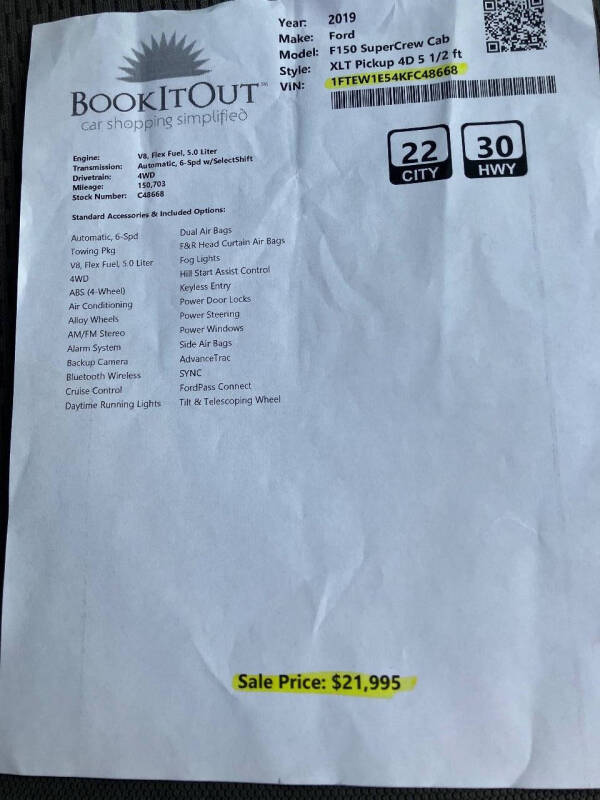 BOOKITOUT™
car shopping simplified
Year: 2019
Make: Ford
Model: F150 SuperCrew Cab
Style: XLT Pickup 4D 5 1/2 ft
VIN: 1FTEW1E54KFC48668
22 CITY
30 HWY
Engine: V8, Flex Fuel, 5.0 Liter
Transmission: Automatic, 6-Spd w/SelectShift
Drivetrain: 4WD
Mileage: 150,703
Stock Number: C48668
Standard Accessories & Included Options:
Automatic, 6-Spd
Towing Pkg
V8, Flex Fuel, 5.0 Liter
4WD
ABS (4-Wheel)
Air Conditioning
Alloy Wheels
AM/FM Stereo
Alarm System
Backup Camera
Bluetooth Wireless
Cruise Control
Daytime Running Lights
Dual Air Bags
F&R Head Curtain Air Bags
Fog Lights
Hill Start Assist Control
Keyless Entry
Power Door Locks
Power Steering
Power Windows
Side Air Bags
AdvanceTrac
SYNC
FordPass Connect
Tilt & Telescoping Wheel
Sale Price: $21,995